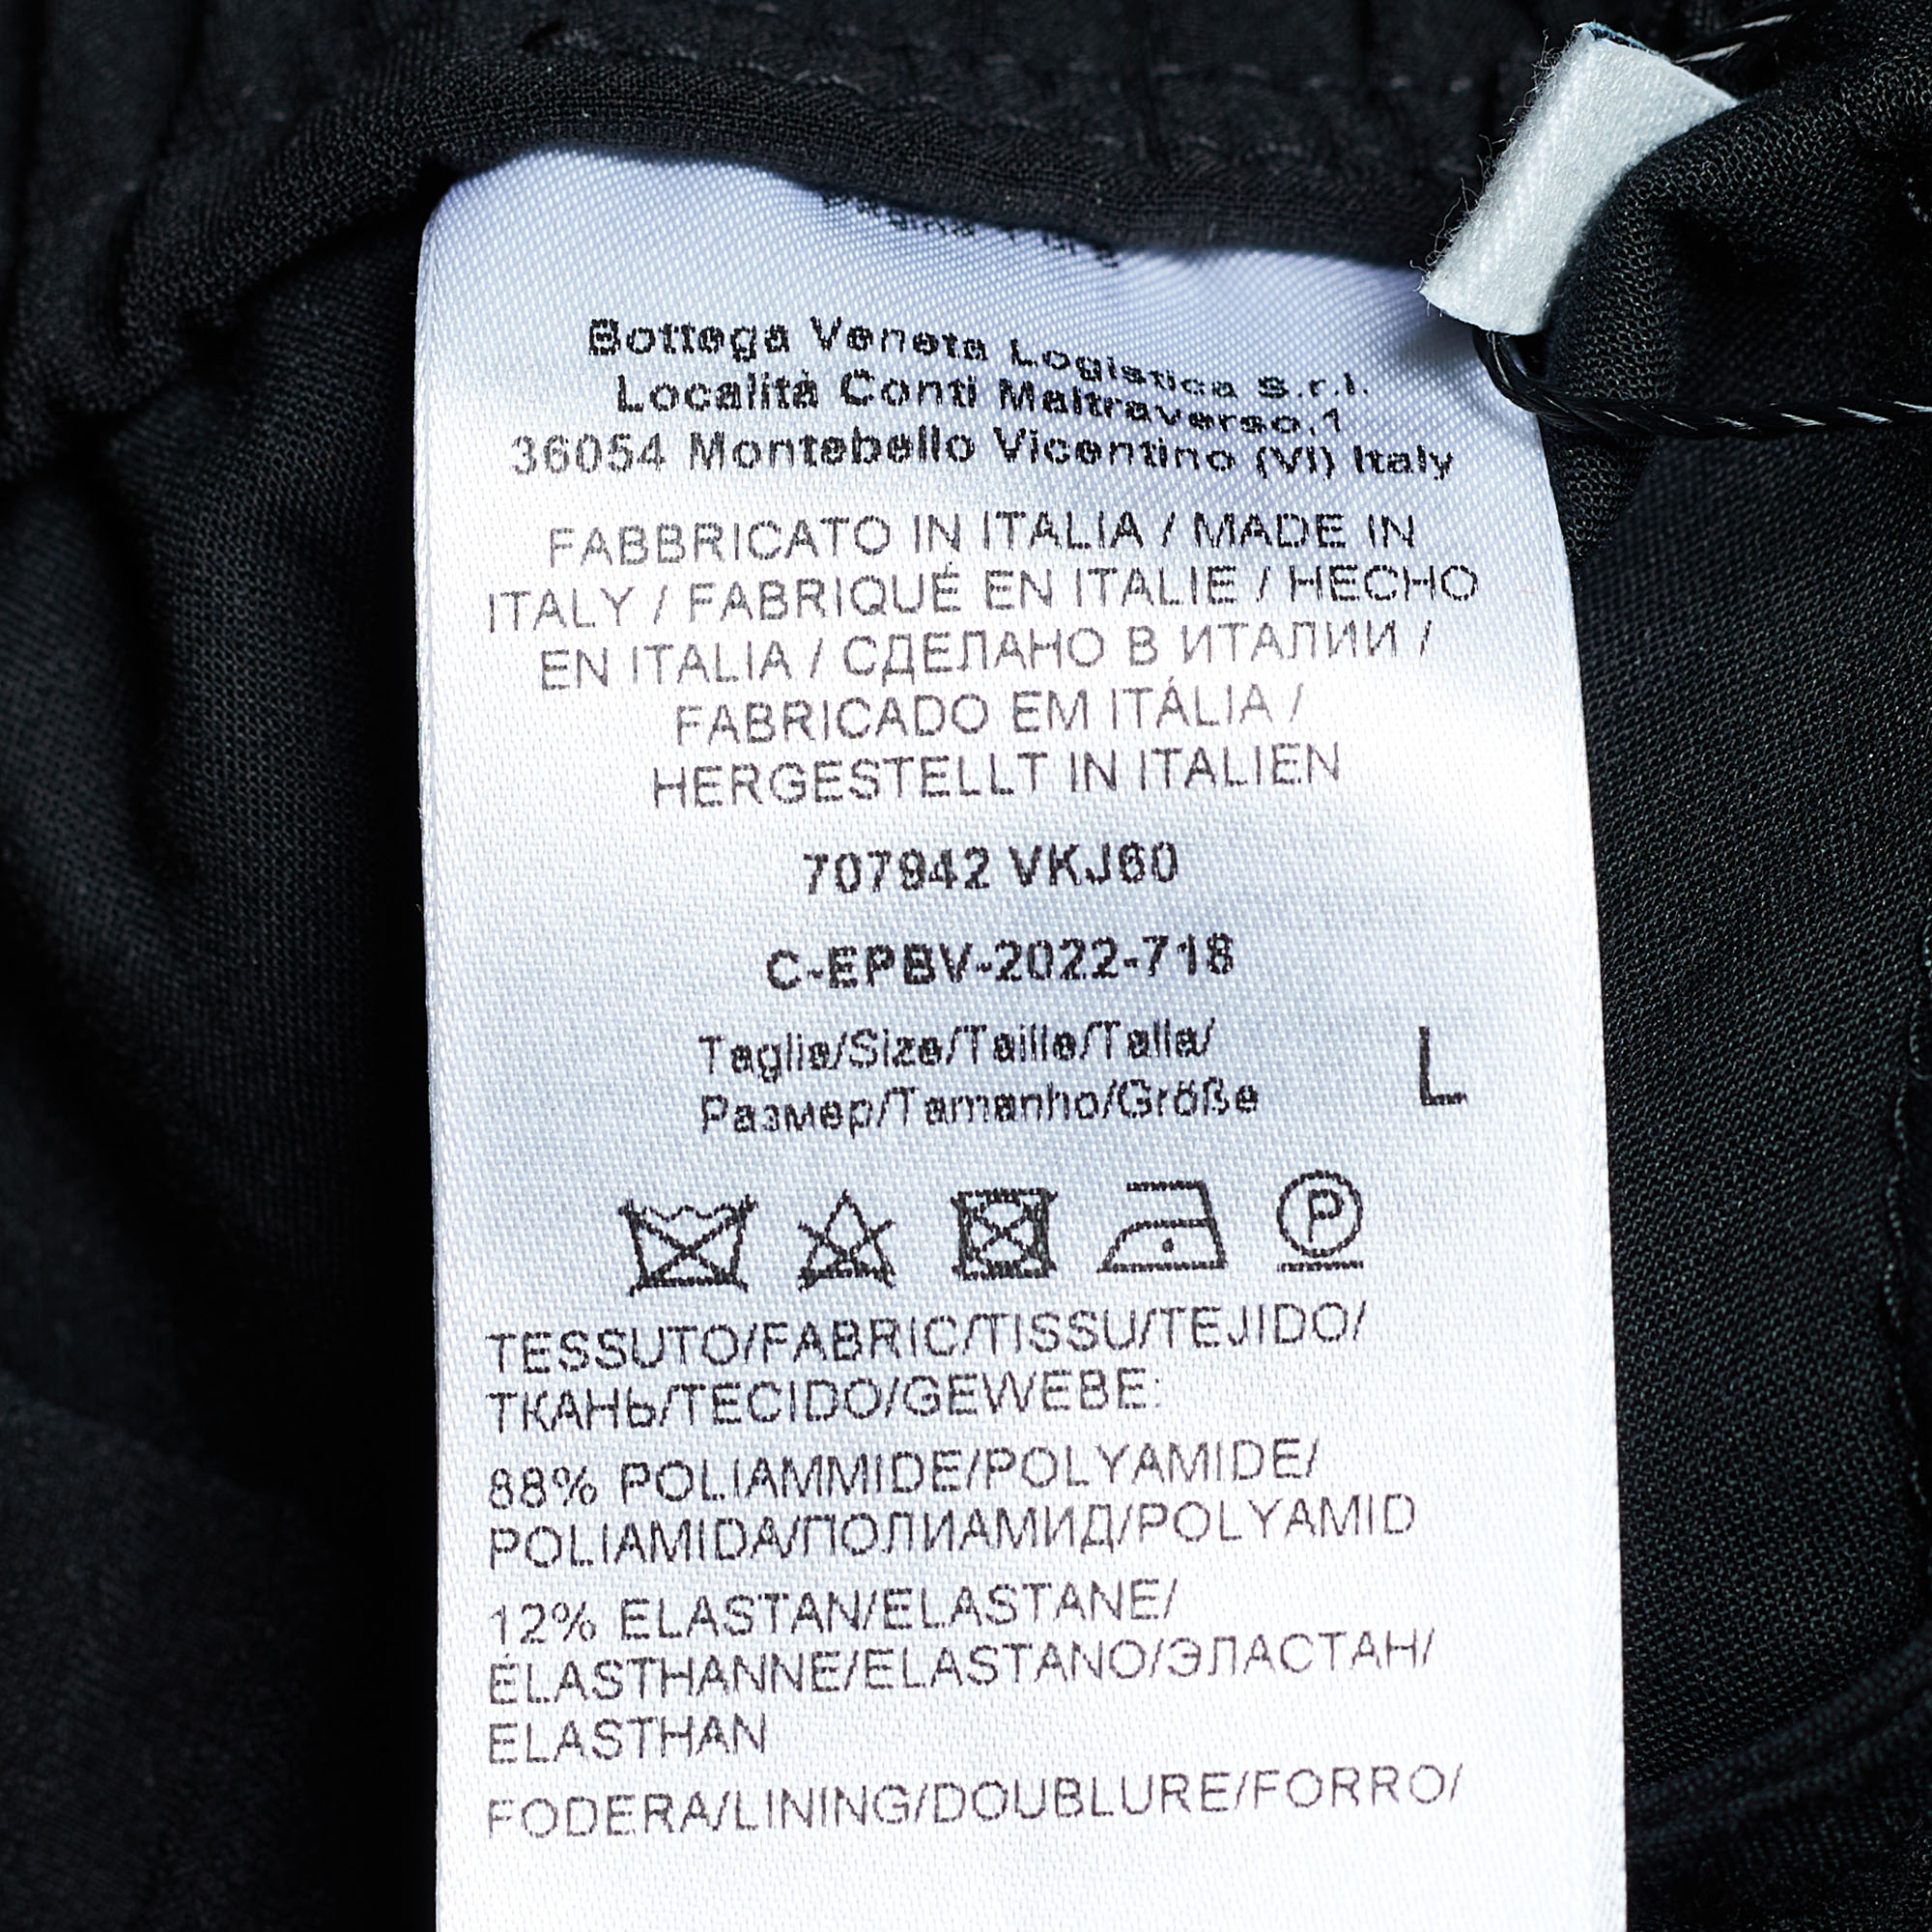 Bottega Veneta Logistica S.r.l.
Località Conti Maltraverso,1
36054 Montebello Vicentino (VI) Italy
FABBRICATO IN ITALIA / MADE IN
ITALY / FABRIQUÉ EN ITALIE / HECHO
EN ITALIA / СДЕЛАНО В ИТАЛИИ /
FABRICADO EM ITÁLIA /
HERGESTELLT IN ITALIEN
707942 VKJ60
C-EPBV-2022-718
Taglia/Size/Taille/Talla/
Размер/Tamanho/Größe L
P
TESSUTO/FABRIC/TISSU/TEJIDO/
ТКАНЬ/TECIDO/GEWEBE:
88% POLIAMMIDE/POLYAMIDE/
POLIAMIDA/ПОЛИАМИД/POLYAMID
12% ELASTAN/ELASTANE/
ÉLASTHANNE/ELASTANO/ЭЛАСТАН/
ELASTHAN
FODERA/LINING/DOUBLURE/FORRO/